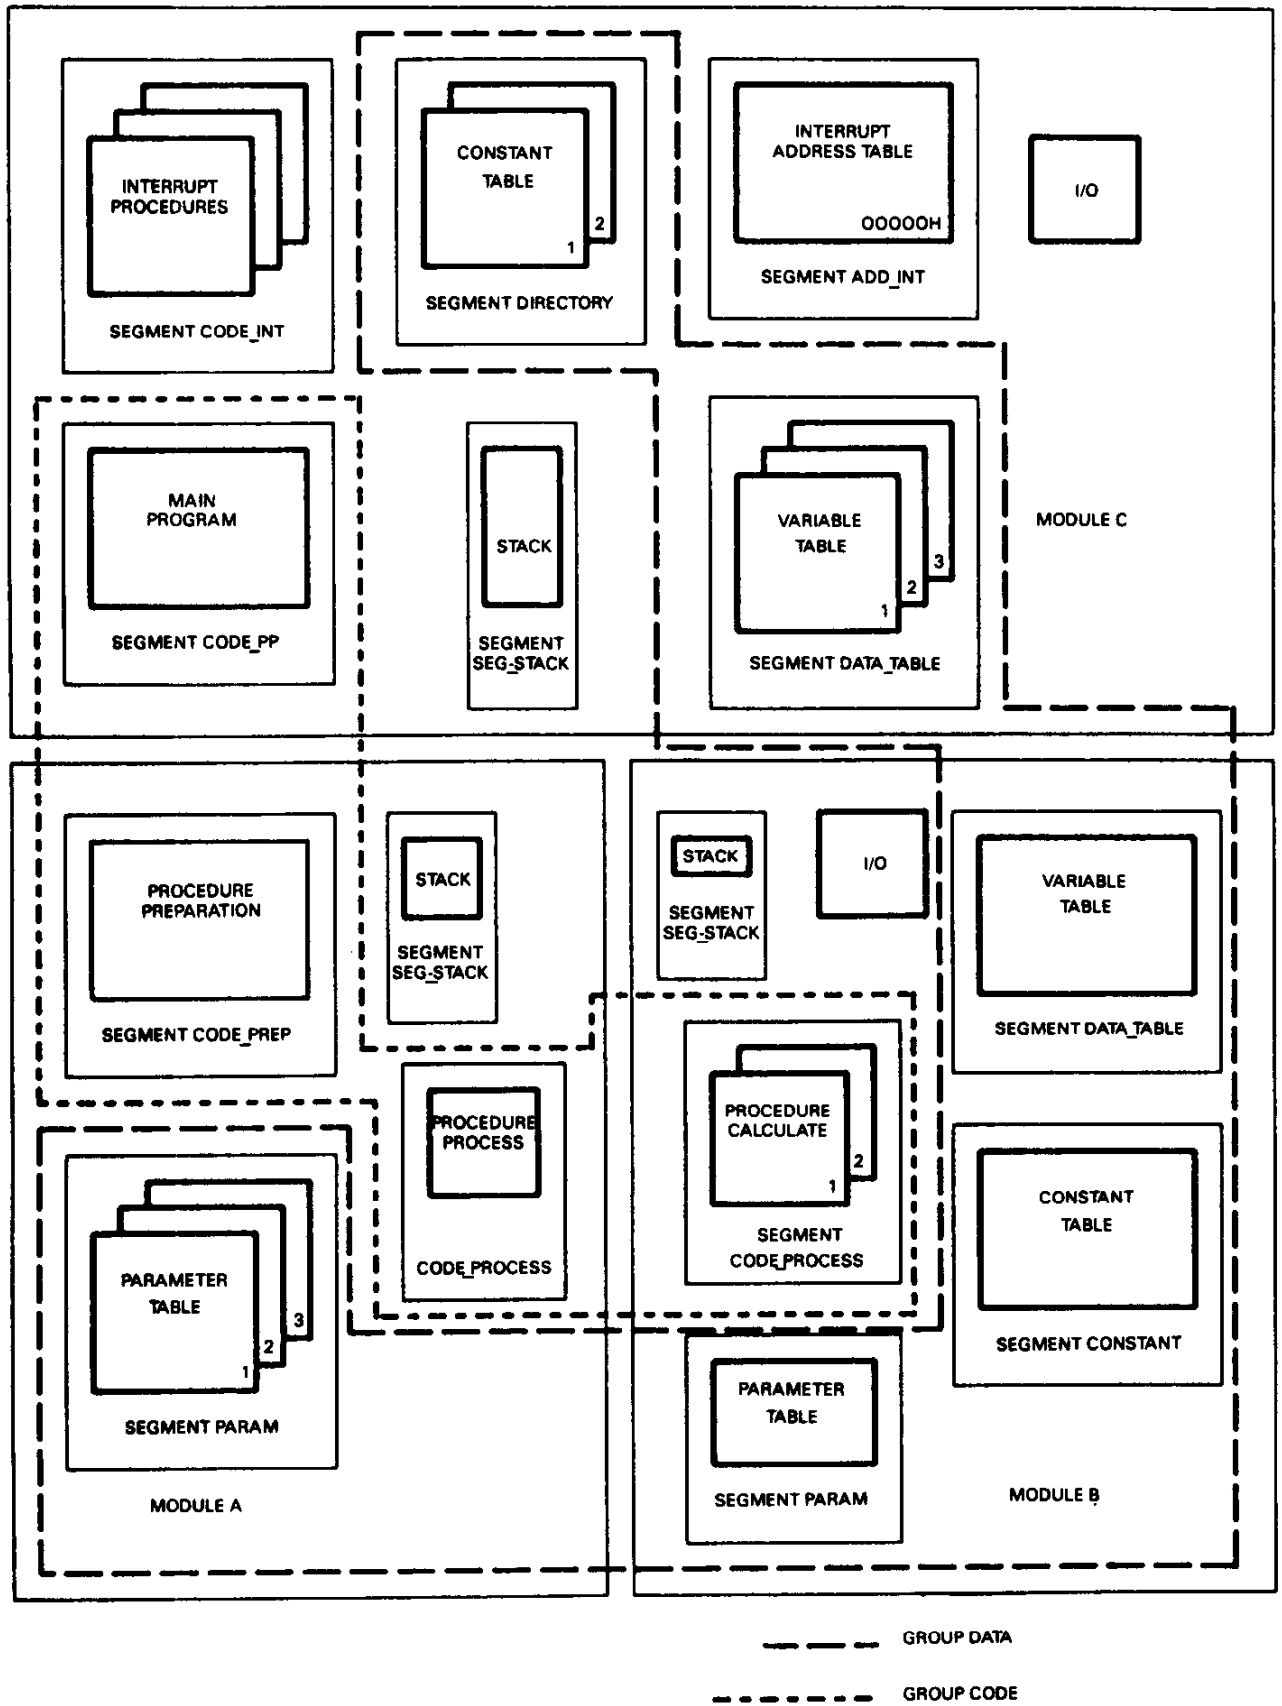 INTERRUPT
PROCEDURES
SEGMENT CODE_INT
CONSTANT
TABLE
2
1
SEGMENT DIRECTORY
INTERRUPT
ADDRESS TABLE
OOOOOH
SEGMENT ADD_INT
I/O
MAIN
PROGRAM
SEGMENT CODE_PP
STACK
SEGMENT
SEG-STACK
VARIABLE
TABLE
3
2
1
SEGMENT DATA_TABLE
MODULE C
PROCEDURE
PREPARATION
SEGMENT CODE_PREP
STACK
SEGMENT
SEG-STACK
PROCEDURE
PROCESS
CODE_PROCESS
PARAMETER
TABLE
3
2
1
SEGMENT PARAM
MODULE A
STACK
SEGMENT
SEG-STACK
I/O
VARIABLE
TABLE
SEGMENT DATA_TABLE
PROCEDURE
CALCULATE
2
1
SEGMENT
CODE_PROCESS
CONSTANT
TABLE
SEGMENT CONSTANT
PARAMETER
TABLE
SEGMENT PARAM
MODULE B
GROUP DATA
GROUP CODE